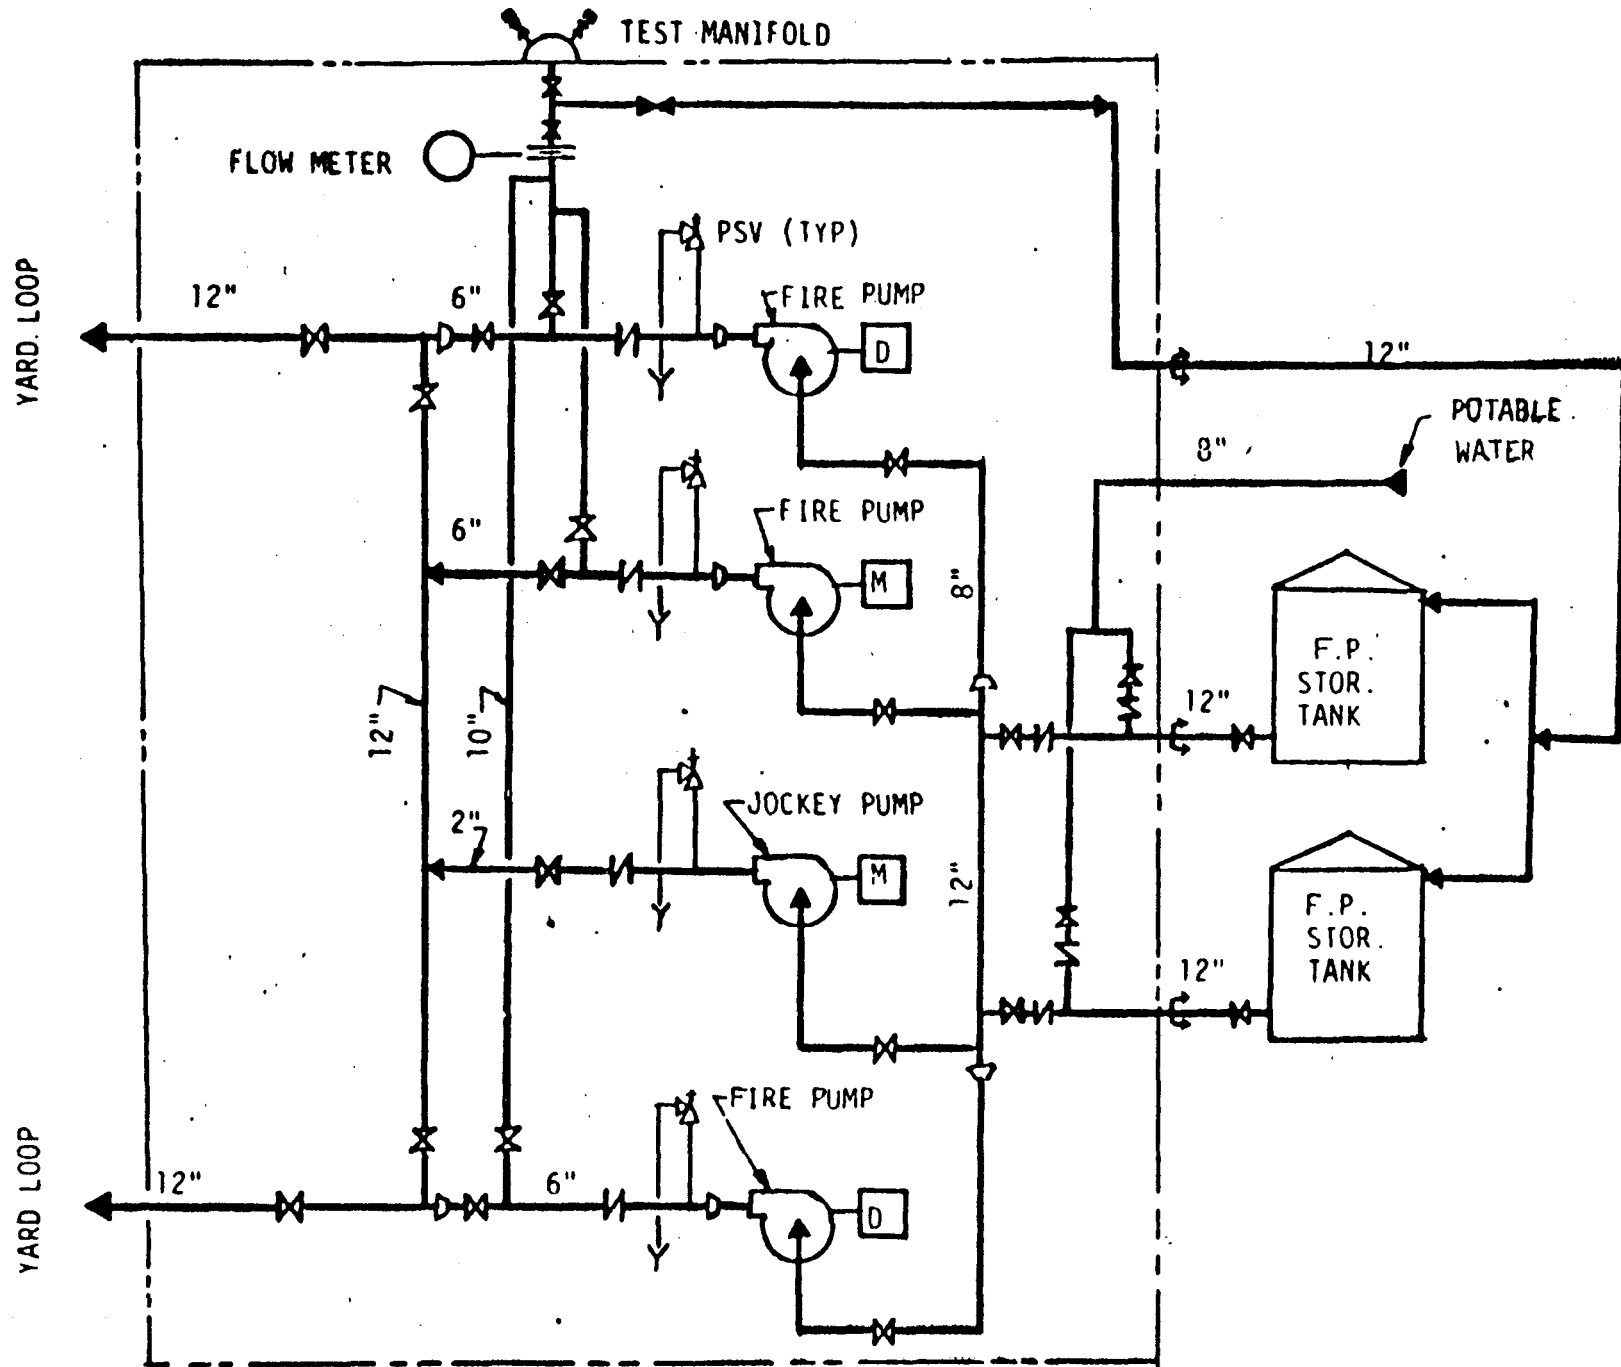 TEST MANIFOLD
FLOW METER
PSV (TYP)
YARD. LOOP
12"
6"
FIRE PUMP
D
12"
POTABLE
WATER
8"
6"
FIRE PUMP
M
8"
F.P.
STOR.
TANK
12"
12"
10"
2"
JOCKEY PUMP
M
12"
F.P.
STOR.
TANK
12"
FIRE PUMP
YARD LOOP
12"
6"
D